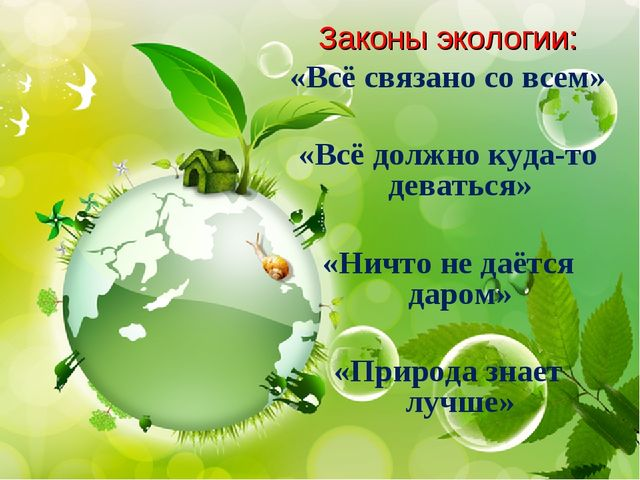 Законы экологии:
«Всё связано со всем»
«Всё должно куда-то
деваться»
«Ничто не даётся
даром»
«Природа знает
лучше»